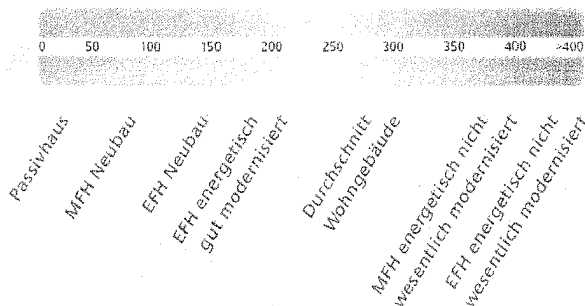 0 50 100 150 200 250 300 350 400 >400
Passivhaus
MFH Neubau
EFH Neubau
EFH energetisch
gut modernisiert
Durchschnitt
Wohngebäude
MFH energetisch nicht
wesentlich modernisiert
EFH energetisch nicht
wesentlich modernisiert